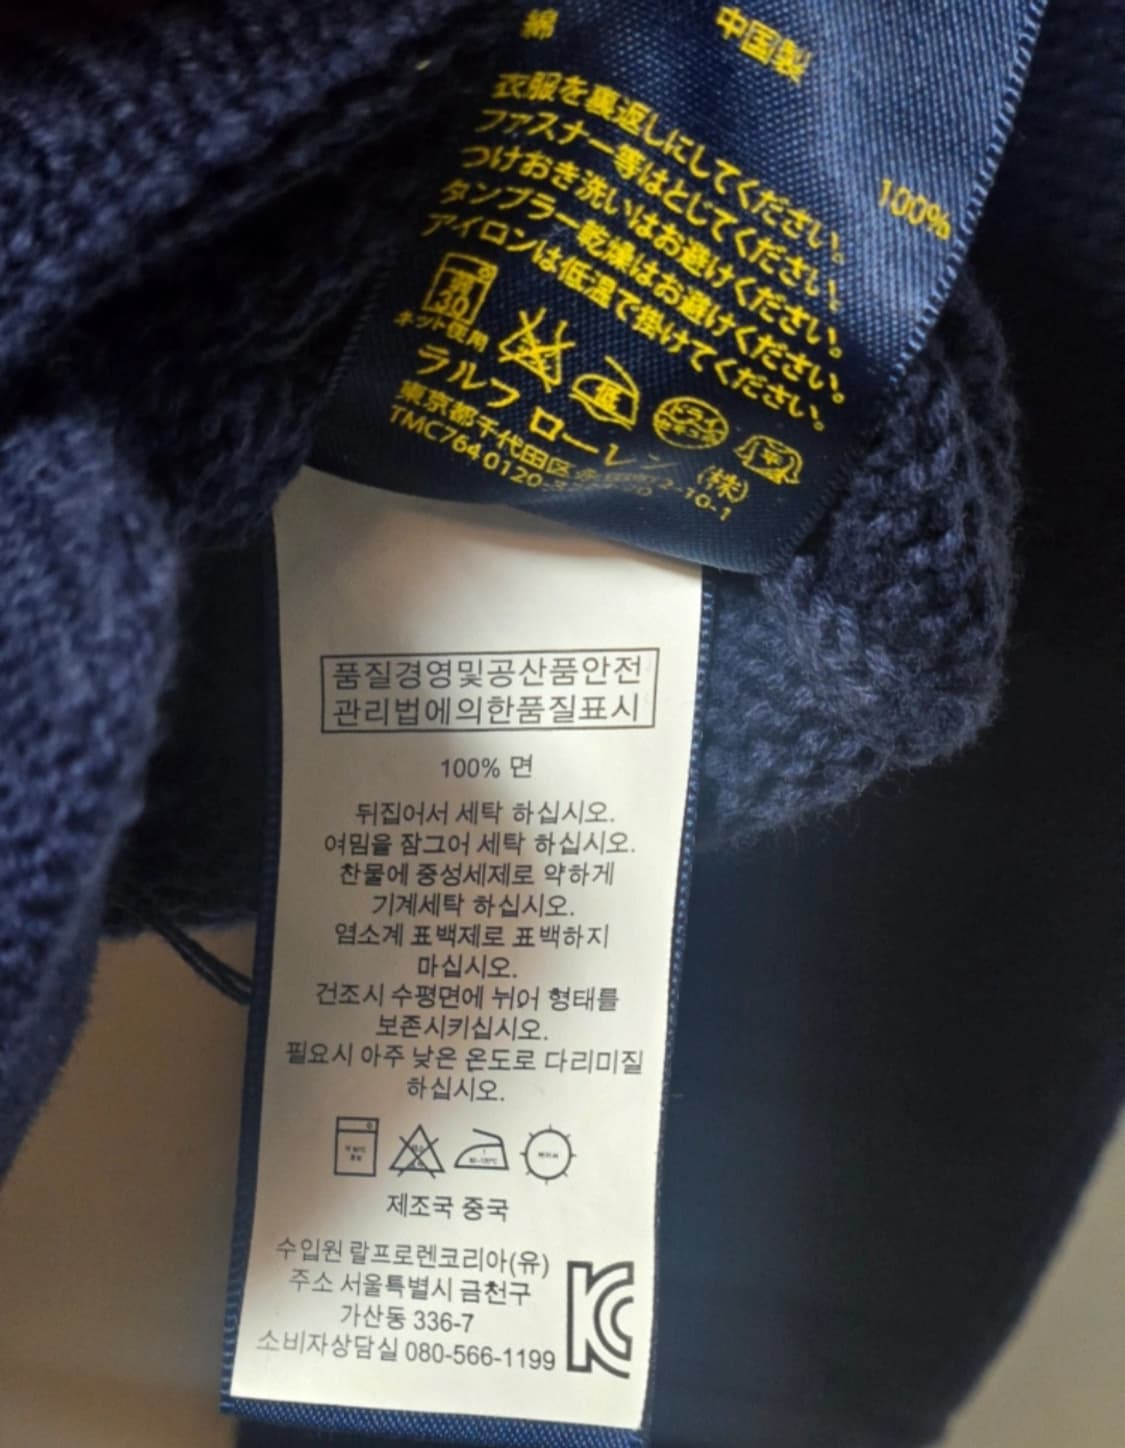 綿
中国製
100%
衣服を裏返しにしてください。
ファスナー等はとじてください。
つけおき洗いはお避けください。
タンブラー乾燥はお避けください。
アイロンは低温で掛けてください。
30
ネット使用
ラルフ ローレン (株)
東京都千代田区 2-10-1
TMC764 0120-
품질경영및공산품안전
관리법에의한품질표시
100% 면
뒤집어서 세탁 하십시오.
여밈을 잠그어 세탁 하십시오.
찬물에 중성세제로 약하게
기계세탁 하십시오.
염소계 표백제로 표백하지
마십시오.
건조시 수평면에 뉘어 형태를
보존시키십시오.
필요시 아주 낮은 온도로 다리미질
하십시오.
제조국 중국
수입원 랄프로렌코리아(유)
주소 서울특별시 금천구
가산동 336-7
소비자상담실 080-566-1199